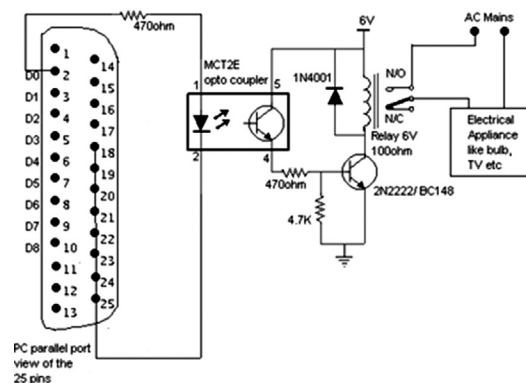 470ohm
6V
AC Mains
MCT2E
opto coupler
1N4001
N/O
N/C
Relay 6V
100ohm
Electrical
Appliance
like bulb,
TV etc
1
5
2
4
470ohm
4.7K
2N2222/ BC148
D0
D1
D2
D3
D4
D5
D6
D7
D8
1
2
3
4
5
6
7
8
9
10
11
12
13
14
15
16
17
18
19
20
21
22
23
24
25
PC parallel port
view of the
25 pins